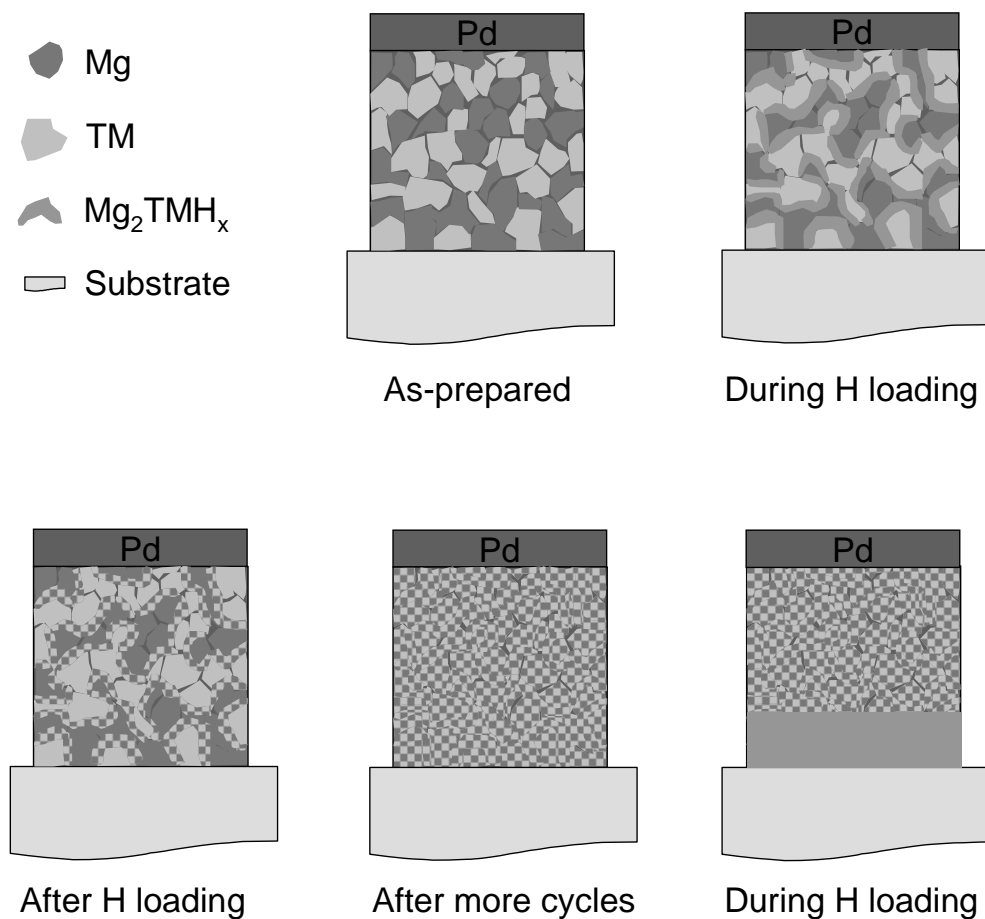 Mg
TM
Mg₂TMHₓ
Substrate
Pd
As-prepared
Pd
During H loading
Pd
After H loading
Pd
After more cycles
Pd
During H loading